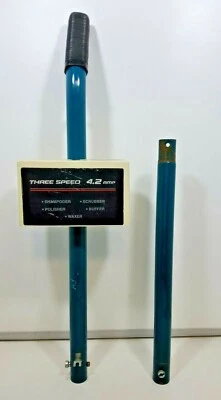 THREE SPEED 4.2 amp
• SHAMPOOER • SCRUBBER
• POLISHER • BUFFER
• WAXER